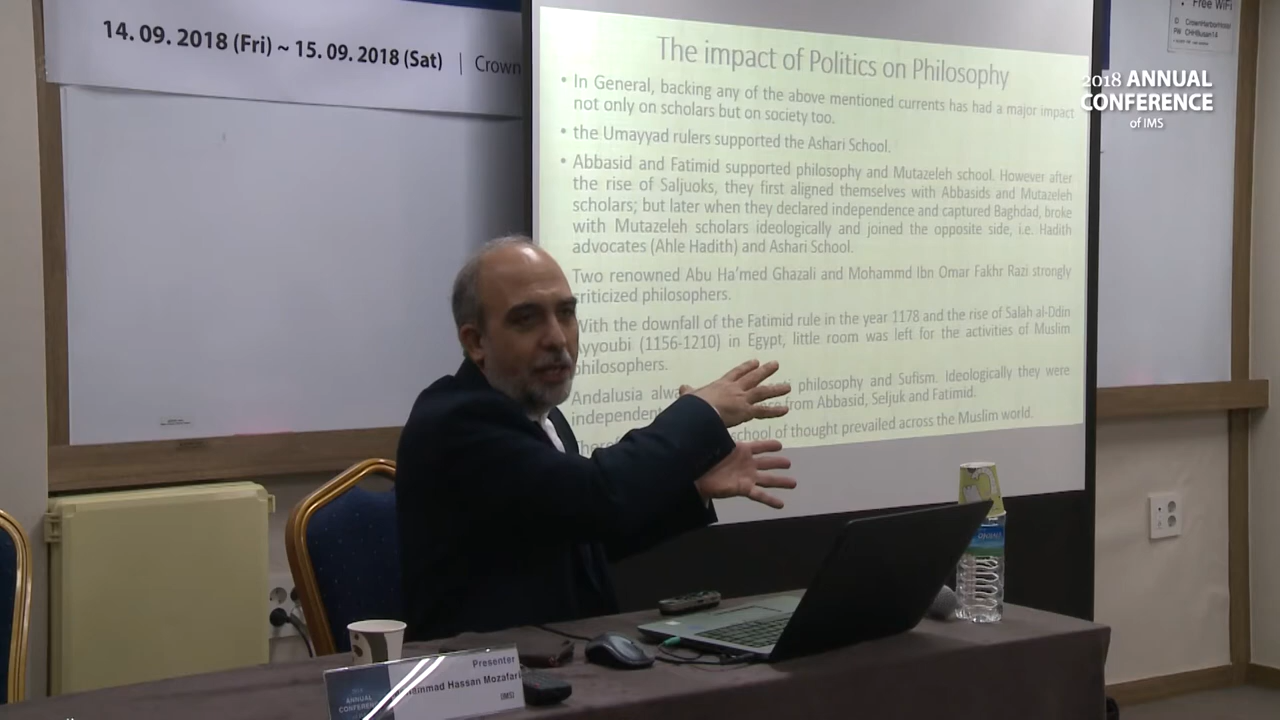 14. 09. 2018 (Fri) ~ 15. 09. 2018 (Sat) | Crown
Free WiFi
2018 ANNUAL
CONFERENCE
of IMS
The impact of Politics on Philosophy
• In General, backing any of the above mentioned currents has had a major impact
not only on scholars but on society too.
• the Umayyad rulers supported the Ashari School.
• Abbasid and Fatimid supported philosophy and Mutazeleh school. However after
the rise of Saljuoks, they first aligned themselves with Abbasids and Mutazeleh
scholars; but later when they declared independence and captured Baghdad, broke
with Mutazeleh scholars ideologically and joined the opposite side, i.e. Hadith
advocates (Ahle Hadith) and Ashari School.
Two renowned Abu Ha'med Ghazali and Mohammd Ibn Omar Fakhr Razi strongly
criticized philosophers.
With the downfall of the Fatimid rule in the year 1178 and the rise of Salah al-Ddin
Ayyoubi (1156-1210) in Egypt, little room was left for the activities of Muslim
philosophers.
Andalusia philosophy and Sufism. Ideologically they were
independent from Abbasid, Seljuk and Fatimid.
school of thought prevailed across the Muslim world.
Presenter
Hassan Mozafari
(IMS)
2018
ANNUAL
CONFERENCE